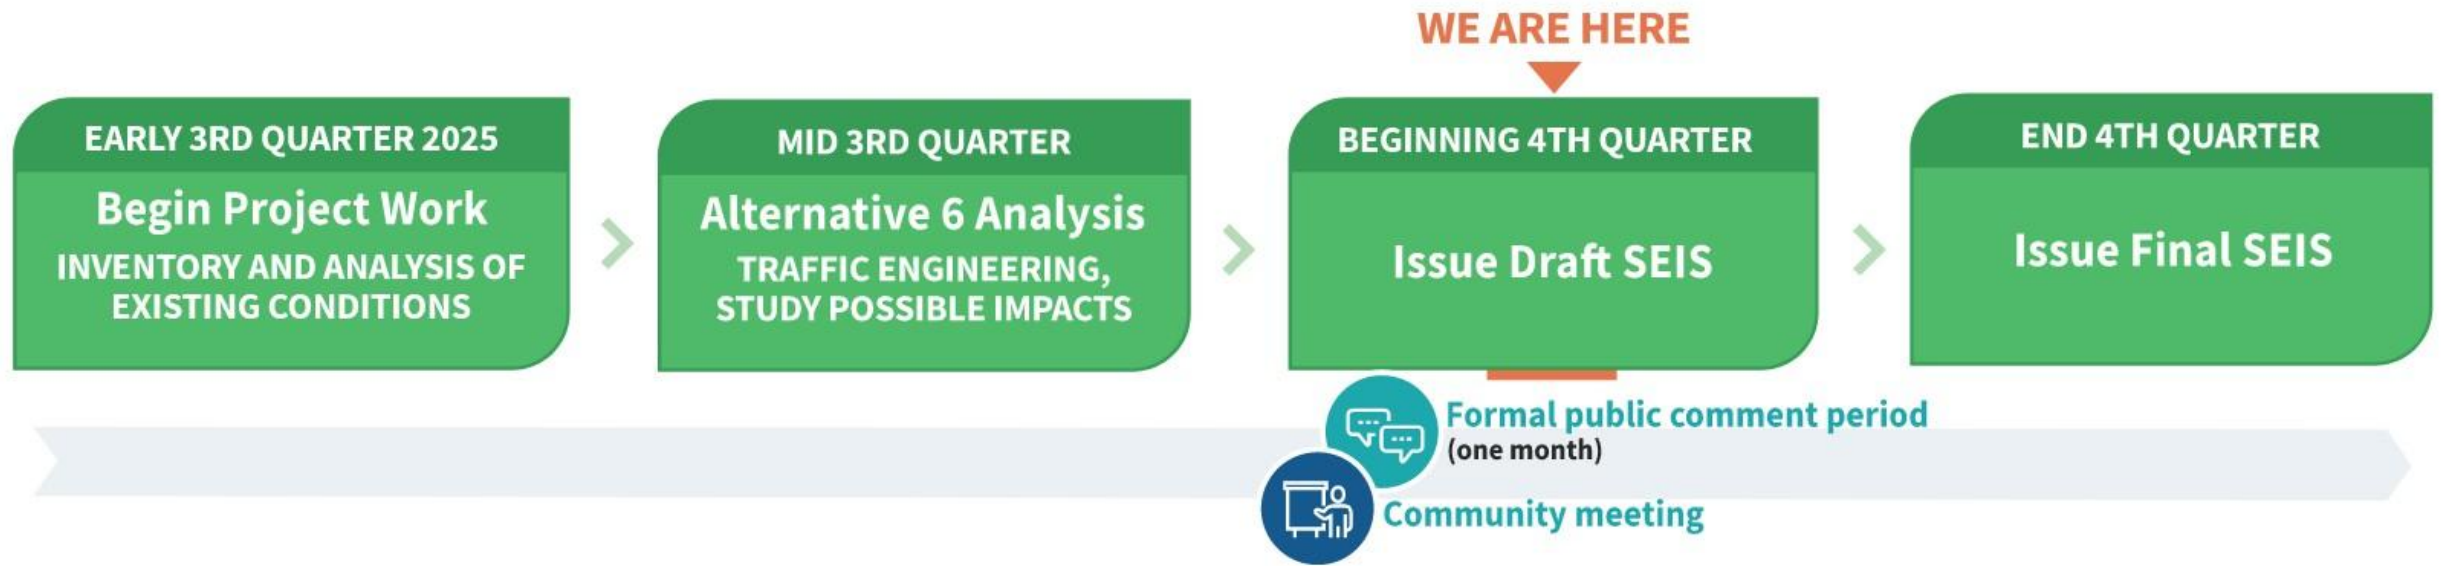 WE ARE HERE
EARLY 3RD QUARTER 2025
Begin Project Work
INVENTORY AND ANALYSIS OF
EXISTING CONDITIONS
MID 3RD QUARTER
Alternative 6 Analysis
TRAFFIC ENGINEERING,
STUDY POSSIBLE IMPACTS
BEGINNING 4TH QUARTER
Issue Draft SEIS
END 4TH QUARTER
Issue Final SEIS
Formal public comment period
(one month)
Community meeting